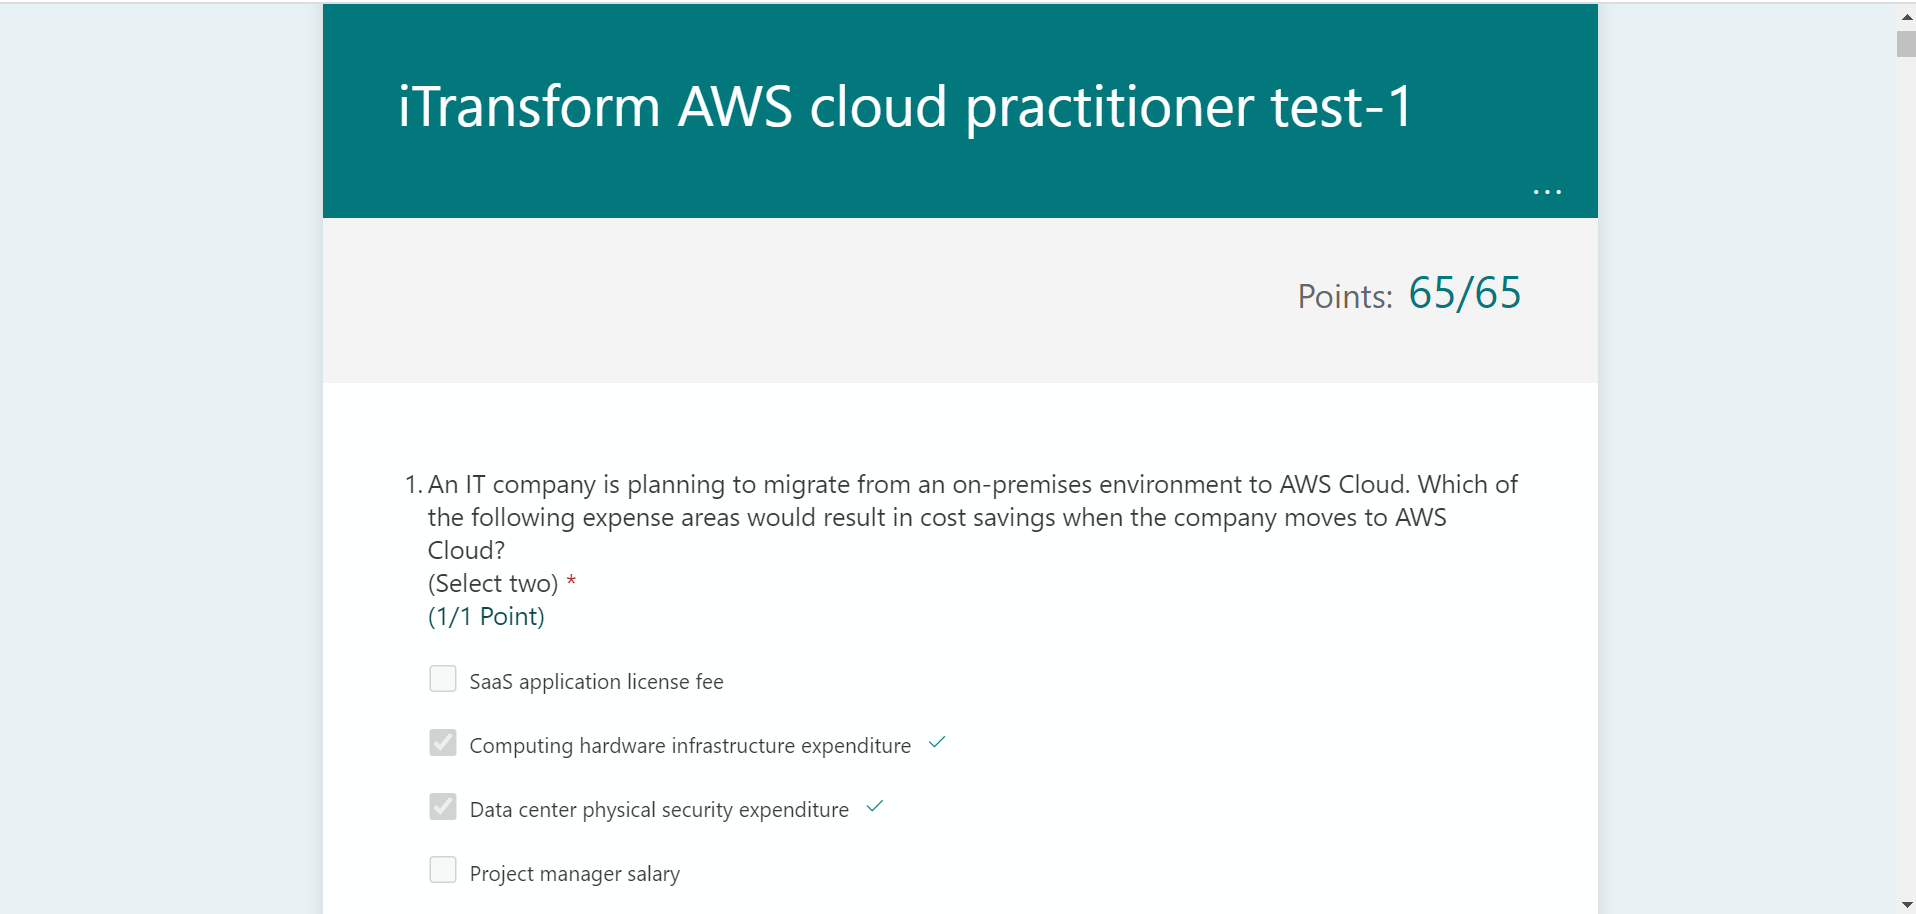 iTransform AWS cloud practitioner test-1
...
Points: 65/65
1. An IT company is planning to migrate from an on-premises environment to AWS Cloud. Which of
the following expense areas would result in cost savings when the company moves to AWS
Cloud?
(Select two) *
(1/1 Point)
SaaS application license fee
Computing hardware infrastructure expenditure
Data center physical security expenditure
Project manager salary